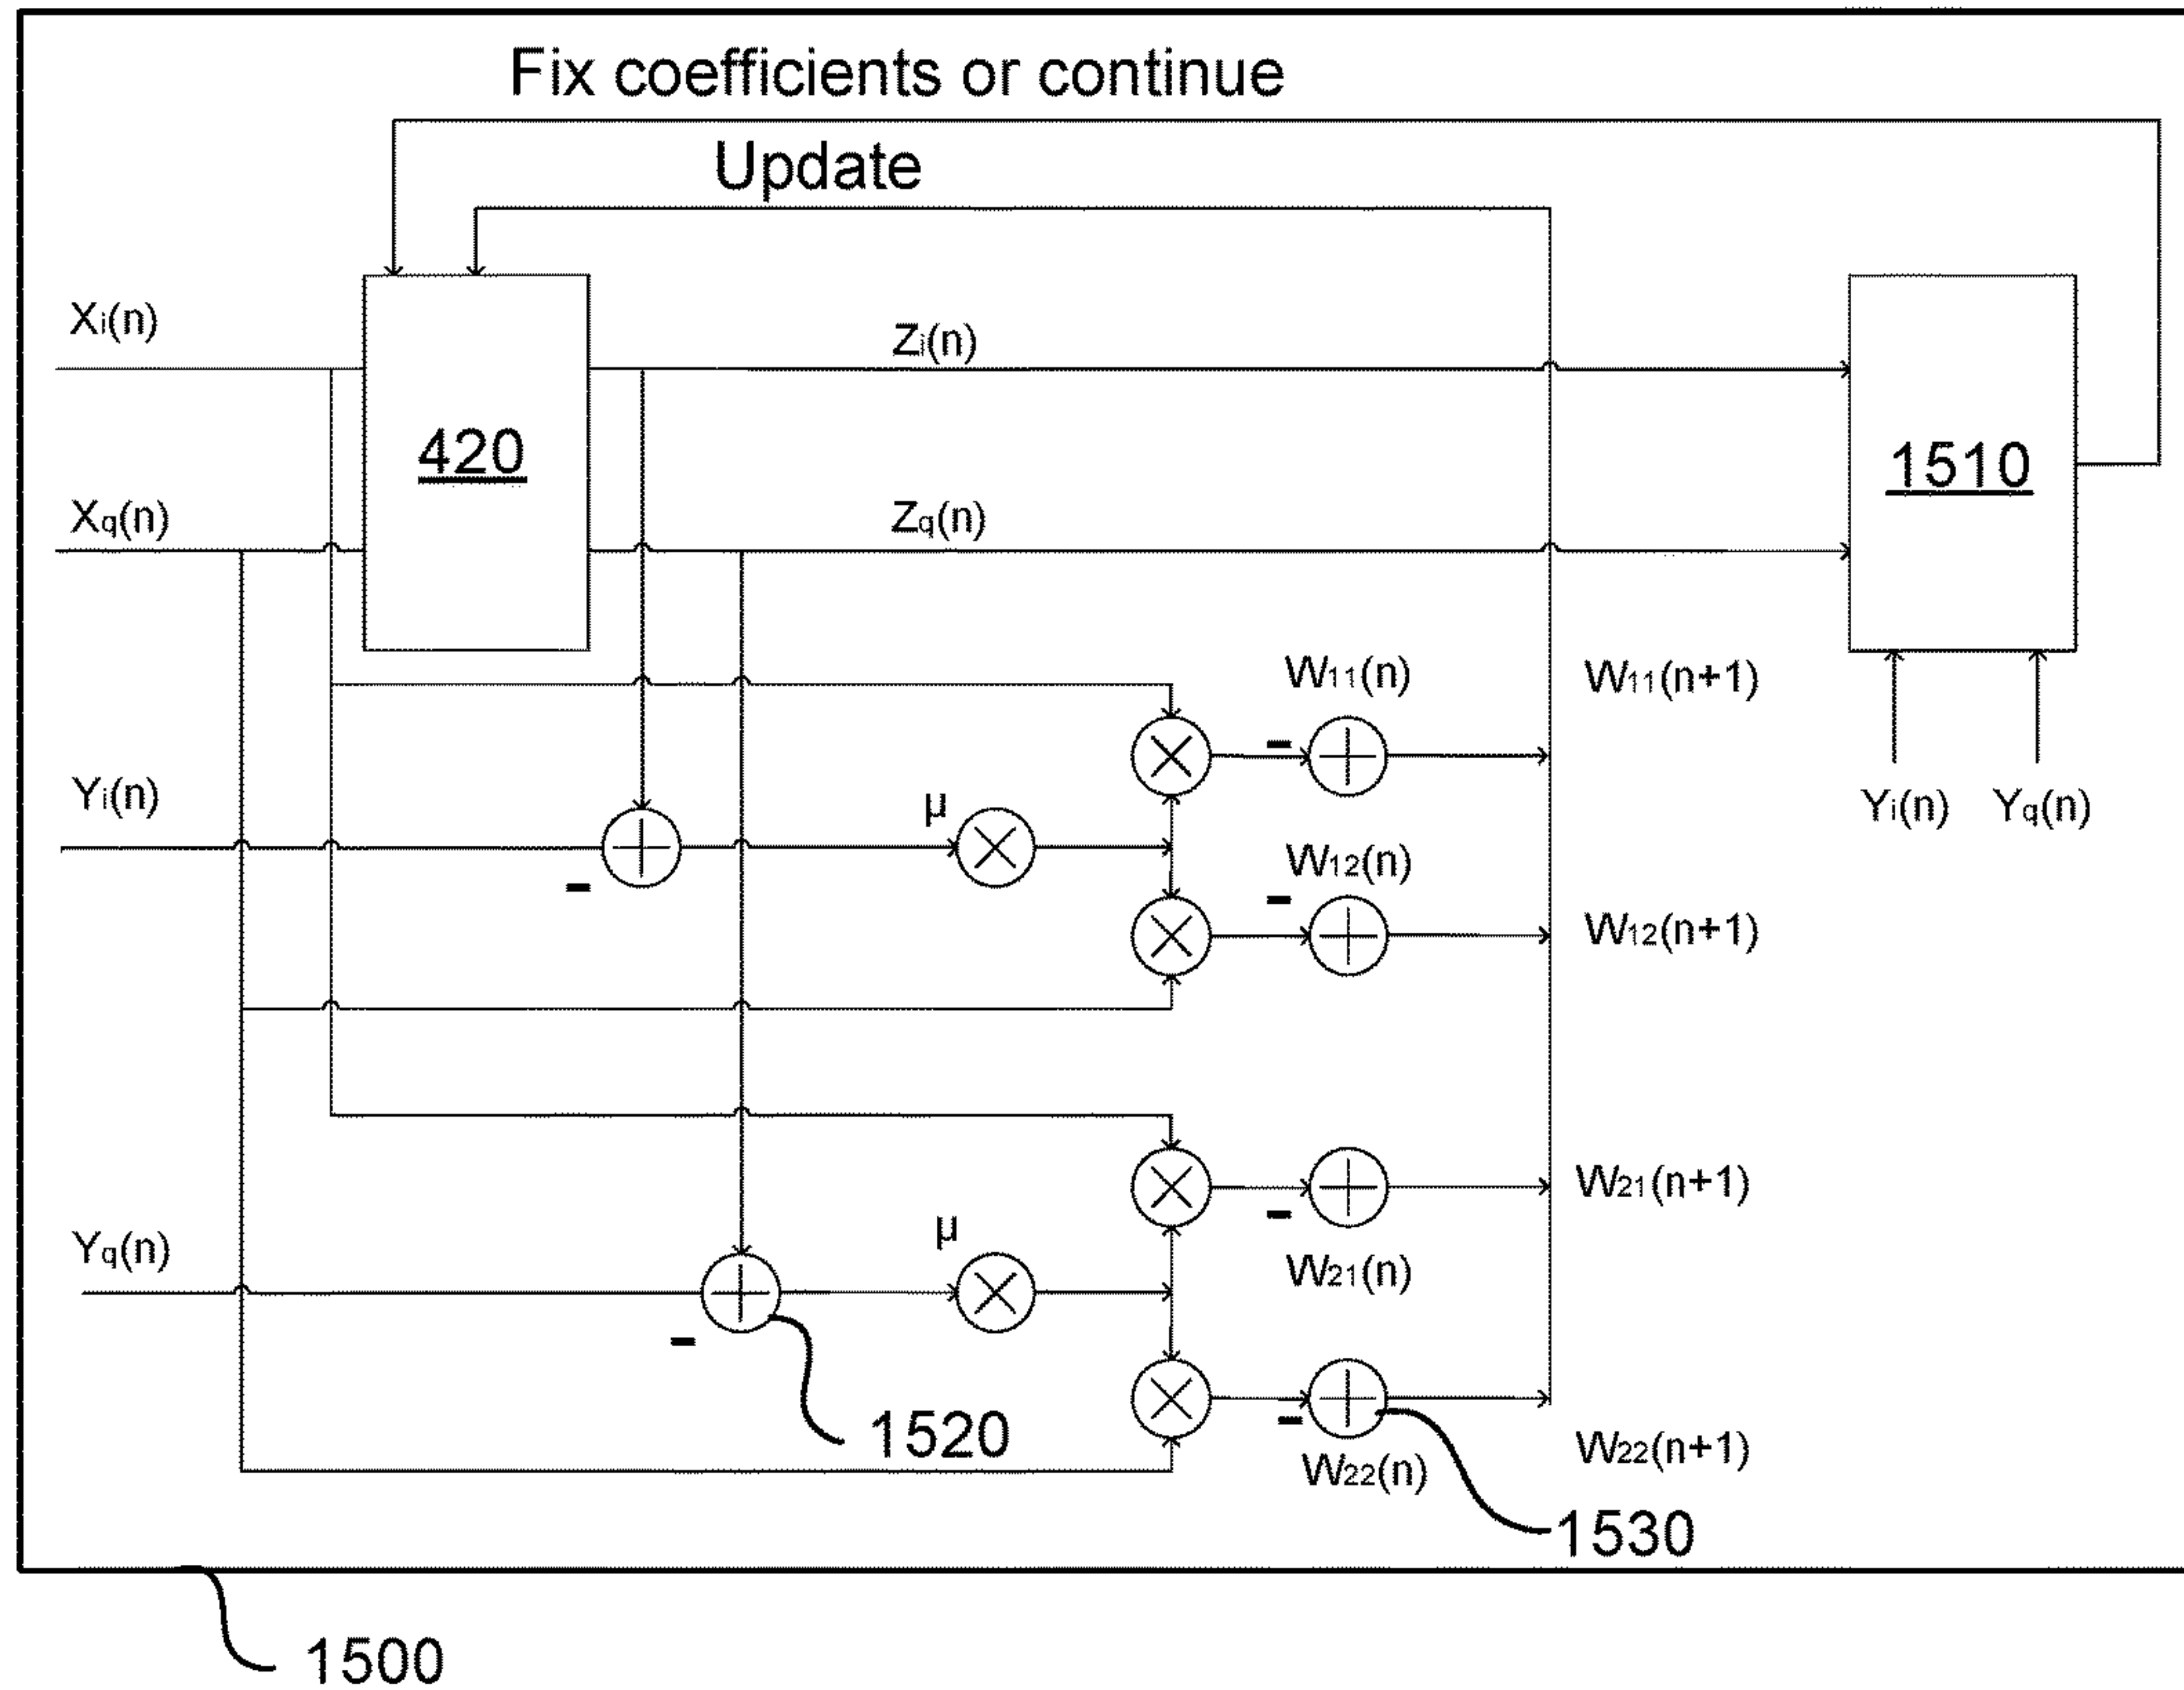 Fix coefficients or continue
Update
Xi(n)
Zi(n)
420
1510
Xq(n)
Zq(n)
W11(n)
W11(n+1)
Yi(n)
µ
Yi(n)
Yq(n)
W12(n)
W12(n+1)
W21(n+1)
Yq(n)
µ
W21(n)
1520
W22(n)
W22(n+1)
1530
1500